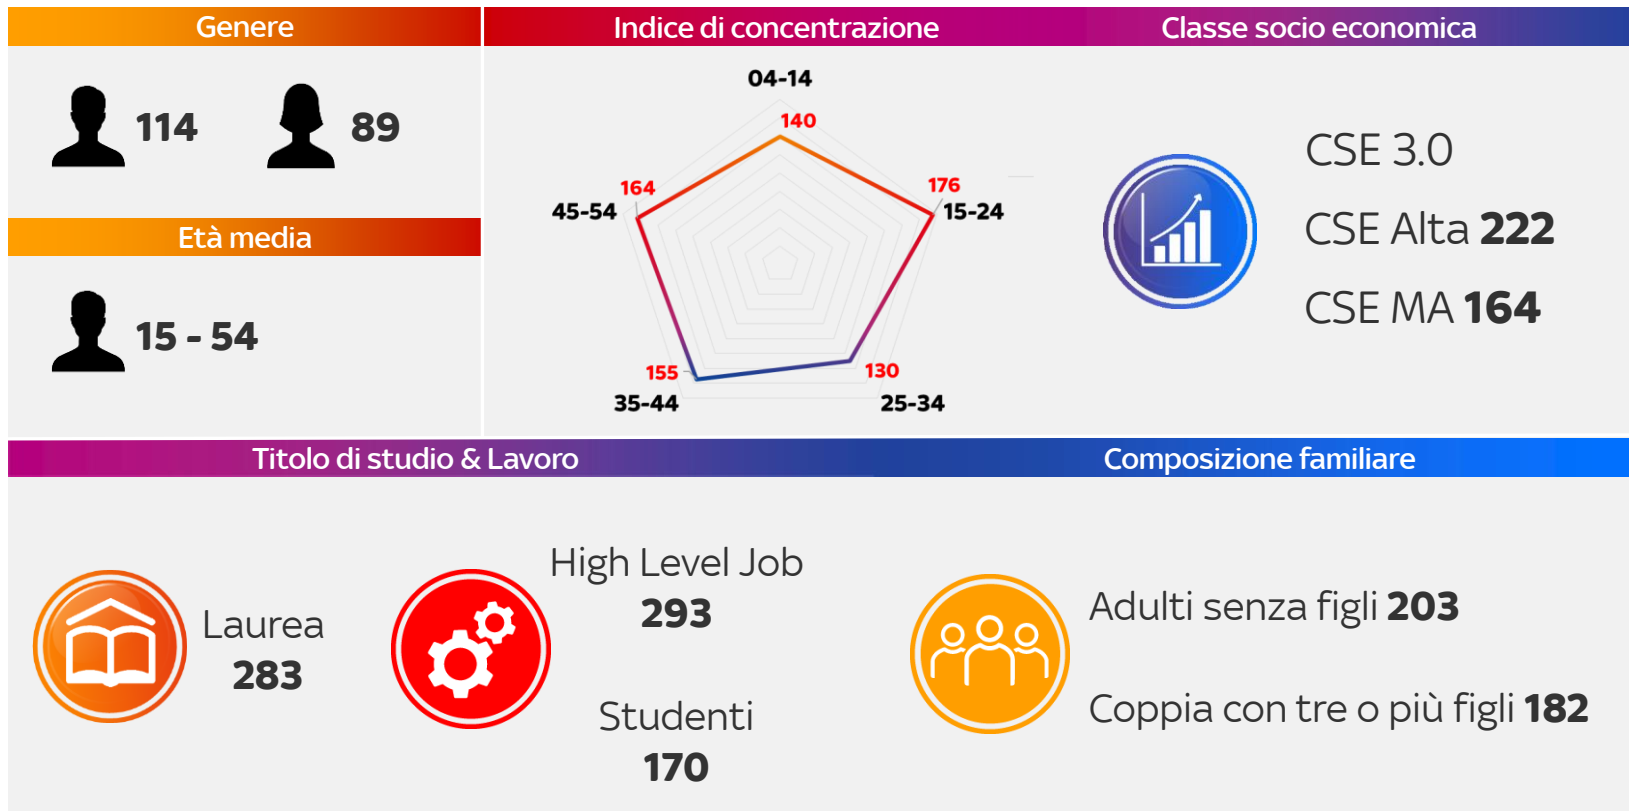 Genere
114
89
Età media
15 - 54
Indice di concentrazione
04-14
140
176
15-24
130
25-34
155
35-44
164
45-54
Classe socio economica
CSE 3.0
CSE Alta 222
CSE MA 164
Titolo di studio & Lavoro
Laurea
283
High Level Job
293
Studenti
170
Composizione familiare
Adulti senza figli 203
Coppia con tre o più figli 182